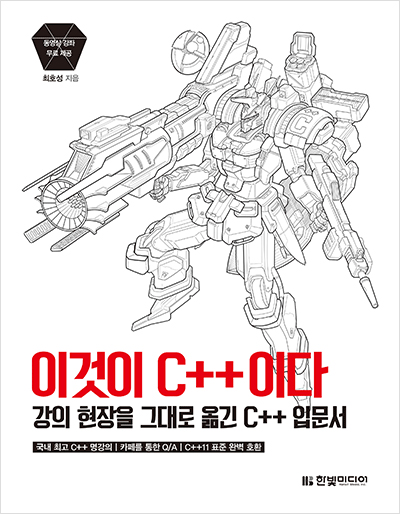 동영상 강좌
무료 제공
최호성 지음
이것이 C++이다
강의 현장을 그대로 옮긴 C++ 입문서
국내 최고 C++ 명강의 | 카페를 통한 Q/A | C++11 표준 완벽 호환
한빛미디어